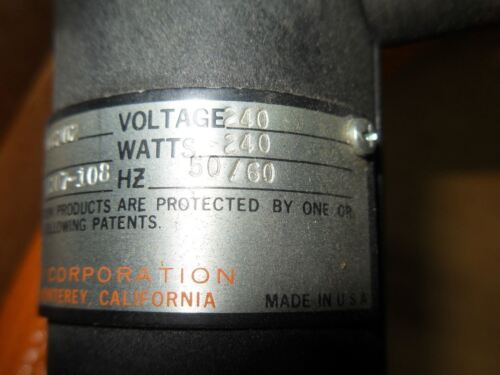 VOLTAGE 240
WATTS 240
-108 HZ 50/60
PRODUCTS ARE PROTECTED BY ONE OR
FOLLOWING PATENTS.
CORPORATION
MONTEREY, CALIFORNIA MADE IN U.S.A